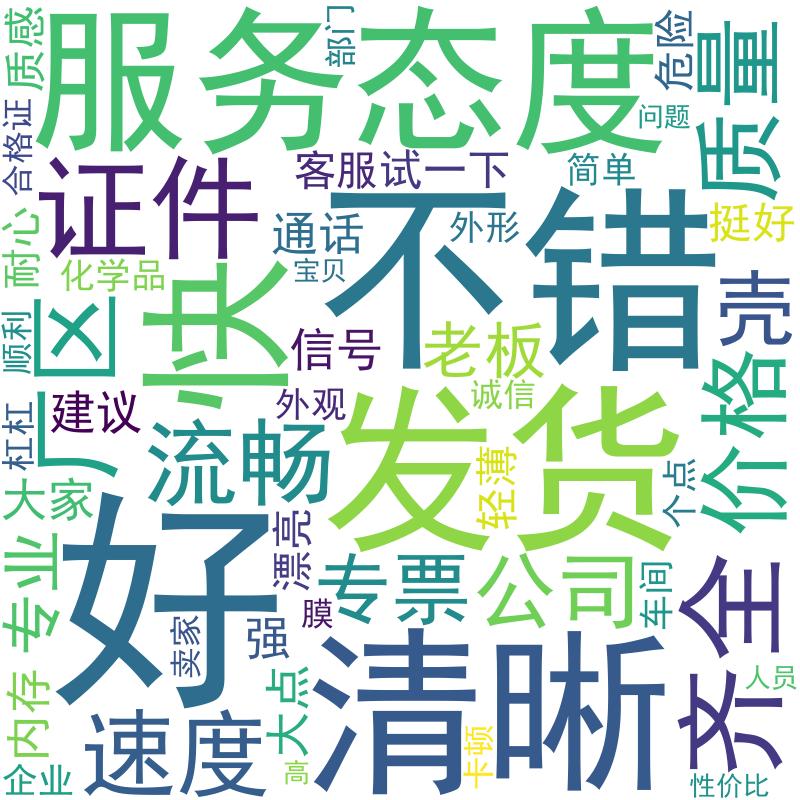 质感
服务态度
部门
危险
质量
合格证
问题
证件
客服试一下
简单
耐心
化学品
通话
外形
挺好
宝贝
不错
快
壳
顺利
厂区
信号
老板
价格
建议
外观
诚信
杠杠
流畅
发货
轻薄
个点
大家
好
漂亮
专业
专票
公司
车间
齐全
膜
卖家
强
清晰
内存
大点
人员
速度
卡顿
企业
高
性价比